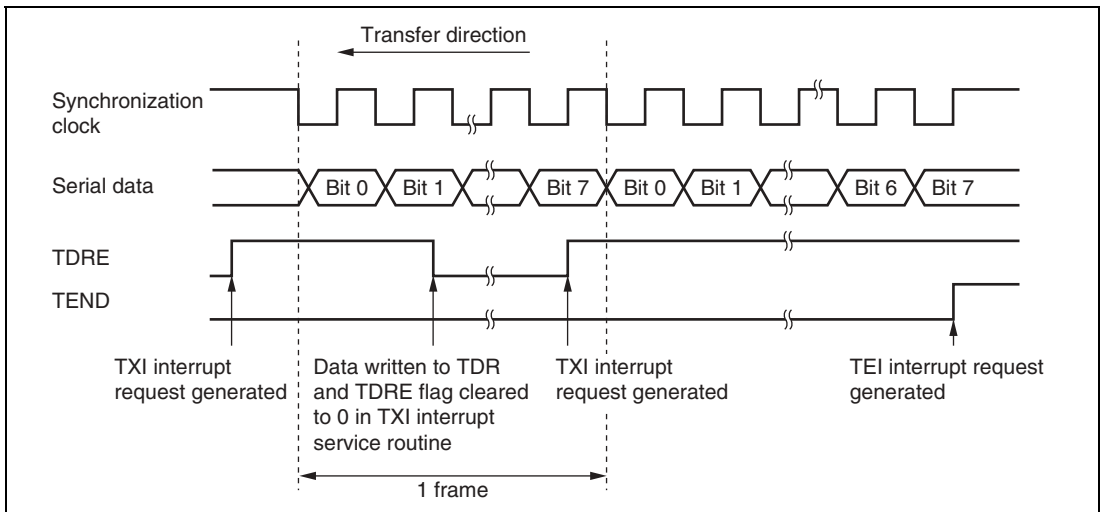 Transfer direction
Synchronization
clock
Serial data
Bit 0
Bit 1
Bit 7
Bit 0
Bit 1
Bit 6
Bit 7
TDRE
TEND
TXI interrupt
request generated
Data written to TDR
and TDRE flag cleared
to 0 in TXI interrupt
service routine
TXI interrupt
request generated
TEI interrupt request
generated
1 frame